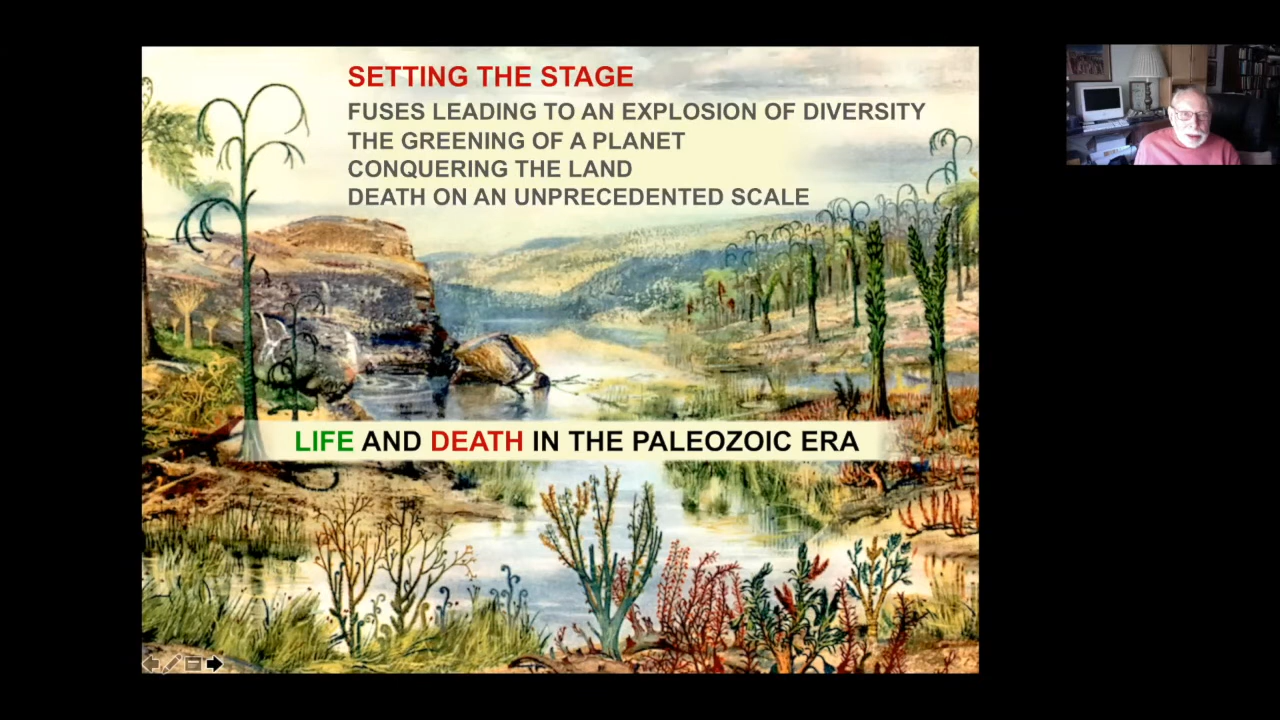 SETTING THE STAGE
FUSES LEADING TO AN EXPLOSION OF DIVERSITY
THE GREENING OF A PLANET
CONQUERING THE LAND
DEATH ON AN UNPRECEDENTED SCALE
LIFE AND DEATH IN THE PALEOZOIC ERA